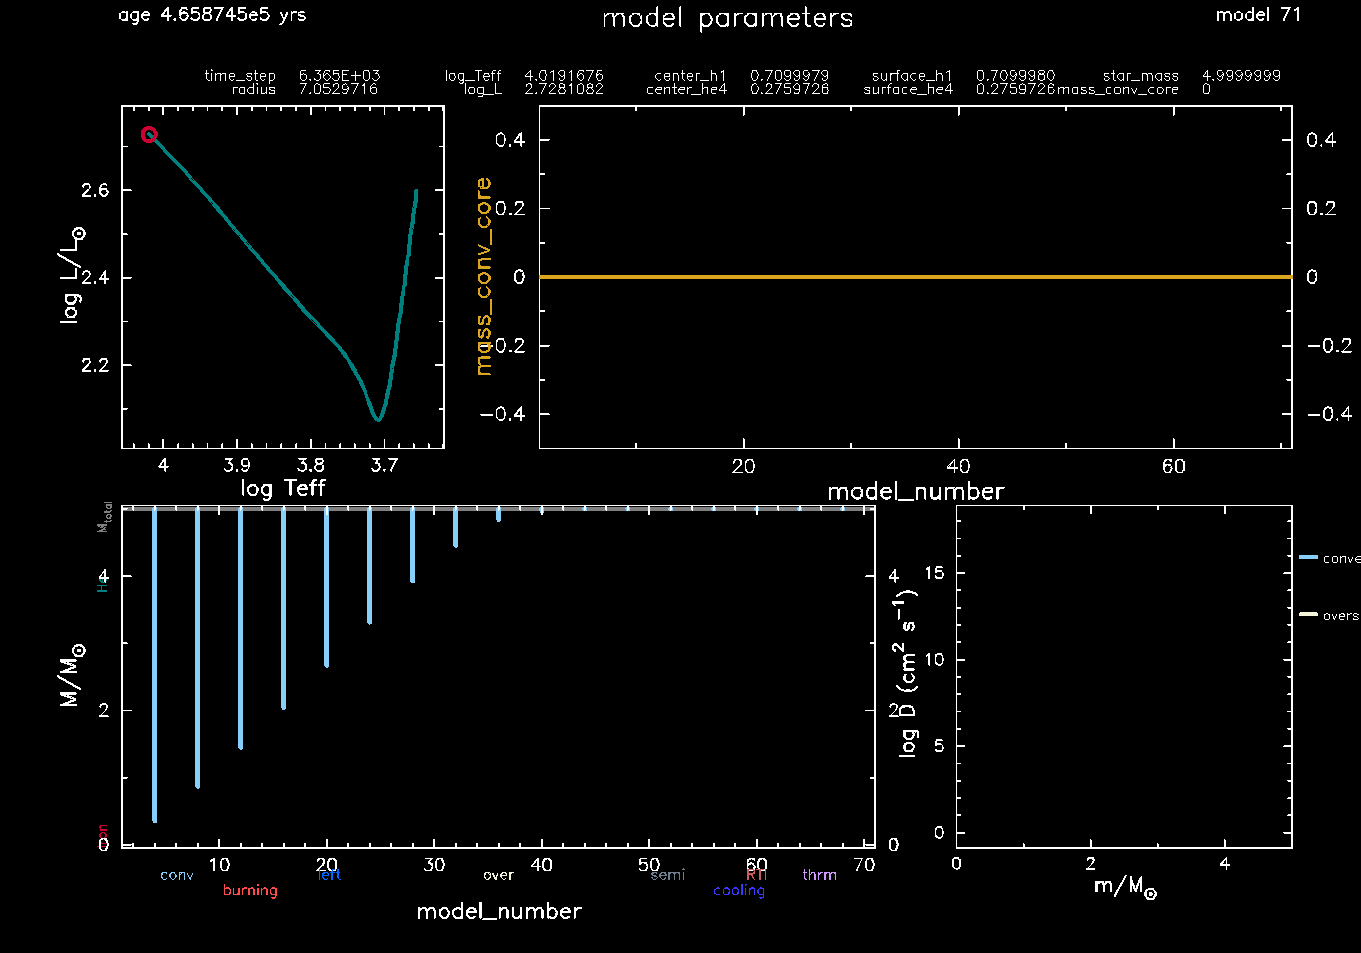 age 4.658745e5 yrs model parameters model 71
time_step 6.365E+03 log_Teff 4.0191676 center_h1 0.7099979 surface_h1 0.7099980 star_mass 4.9999999
radius 7.0529716 log_L 2.7281082 center_he4 0.2759726 surface_he4 0.2759726 mass_conv_core 0
log L/L☉
2.6
2.4
2.2
4 3.9 3.8 3.7
log Teff
mass_conv_core
0.4 0.4
0.2 0.2
0 0
−0.2 −0.2
−0.4 −0.4
20 40 60
model_number
M/M☉
Mtotal
4 4
2 2
0 0
10 20 30 40 50 60 70
conv left over semi RTI thrm
burning cooling
model_number
log D (cm² s⁻¹)
15
10
5
0
0 2 4
m/M☉
conve
overs